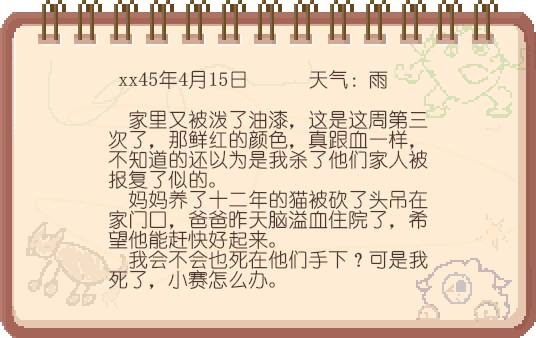 xx45年4月15日 天气：雨
家里又被泼了油漆，这是这周第三
次了，那鲜红的颜色，真跟血一样，
不知道的还以为是我杀了他们家人被
报复了似的。
妈妈养了十二年的猫被砍了头吊在
家门口，爸爸昨天脑溢血住院了，希
望他能赶快好起来。
我会不会也死在他们手下？可是我
死了，小赛怎么办。